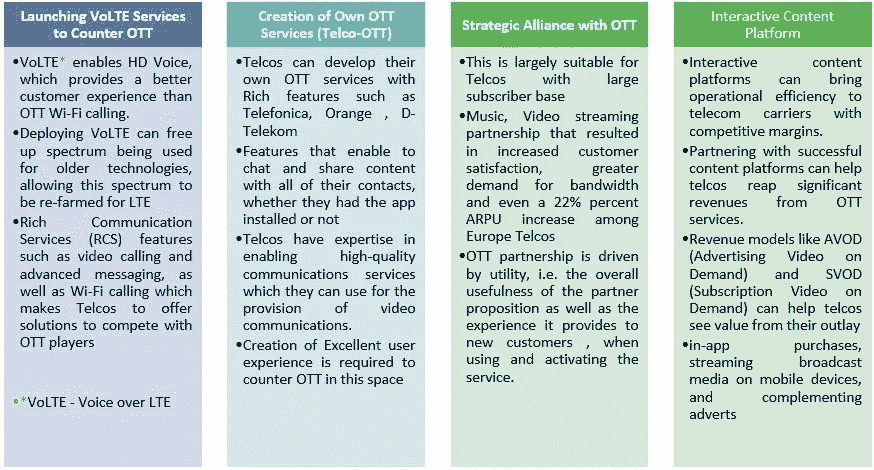 Launching VoLTE Services
to Counter OTT
•VoLTE* enables HD Voice,
which provides a better
customer experience than
OTT Wi-Fi calling.
•Deploying VoLTE can free
up spectrum being used
for older technologies,
allowing this spectrum to
be re-farmed for LTE
•Rich Communication
Services (RCS) features
such as video calling and
advanced messaging, as
well as Wi-Fi calling which
makes Telcos to offer
solutions to compete with
OTT players
•*VoLTE - Voice over LTE
Creation of Own OTT
Services (Telco-OTT)
•Telcos can develop their
own OTT services with
Rich features such as
Telefonica, Orange , D-
Telekom
•Features that enable to
chat and share content
with all of their contacts,
whether they had the app
installed or not
•Telcos have expertise in
enabling high-quality
communications services
which they can use for the
provision of video
communications.
•Creation of Excellent user
experience is required to
counter OTT in this space
Strategic Alliance with OTT
•This is largely suitable for
Telcos with large
subscriber base
•Music, Video streaming
partnership that resulted
in increased customer
satisfaction, greater
demand for bandwidth
and even a 22% percent
ARPU increase among
Europe Telcos
•OTT partnership is driven
by utility, i.e. the overall
usefulness of the partner
proposition as well as the
experience it provides to
new customers , when
using and activating the
service.
Interactive Content
Platform
•Interactive content
platforms can bring
operational efficiency to
telecom carriers with
competitive margins.
•Partnering with successful
content platforms can help
telcos reap significant
revenues from OTT
services.
•Revenue models like AVOD
(Advertising Video on
Demand) and SVOD
(Subscription Video on
Demand) can help telcos
see value from their outlay
•in-app purchases,
streaming broadcast
media on mobile devices,
and complementing
adverts